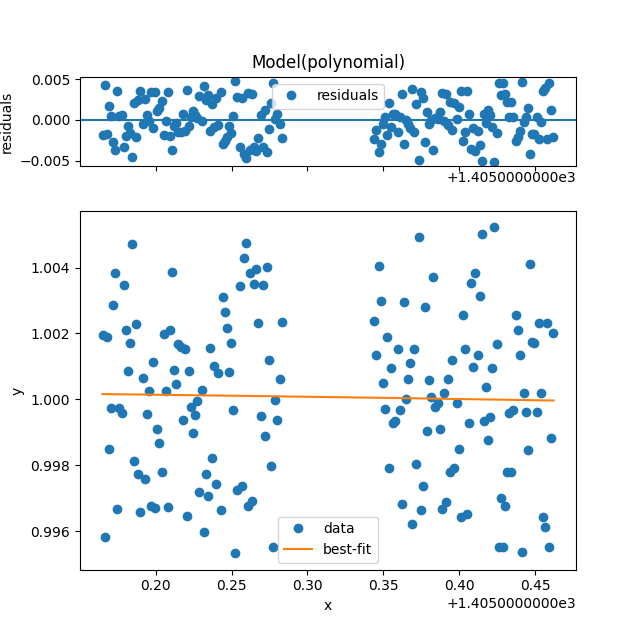 Model(polynomial)
0.005
0.000
−0.005
residuals
residuals
+1.4050000000e3
1.004
1.002
1.000
0.998
0.996
y
data
best-fit
0.20
0.25
0.30
0.35
0.40
0.45
x
+1.4050000000e3